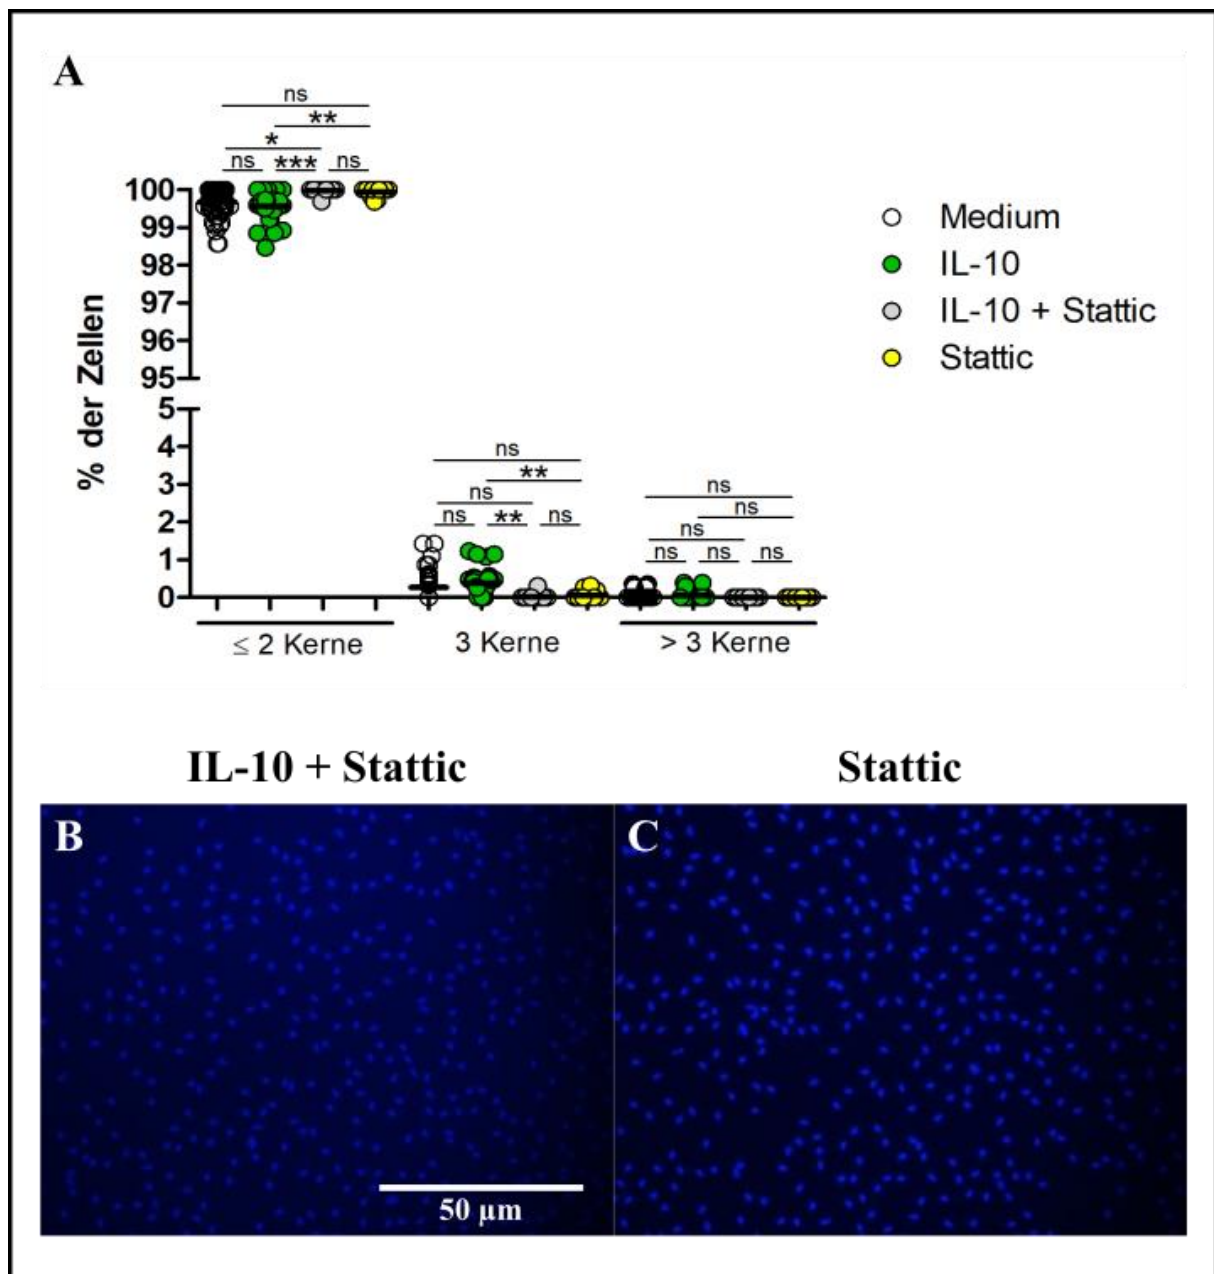 A
ns
**
*
ns *** ns
100
99
98
97
96
95
5
4
3
2
1
0
% der Zellen
Medium
IL-10
IL-10 + Stattic
Stattic
ns
**
ns
ns ** ns
ns
ns
ns
ns ns ns
≤ 2 Kerne 3 Kerne > 3 Kerne
IL-10 + Stattic Stattic
B C
50 µm